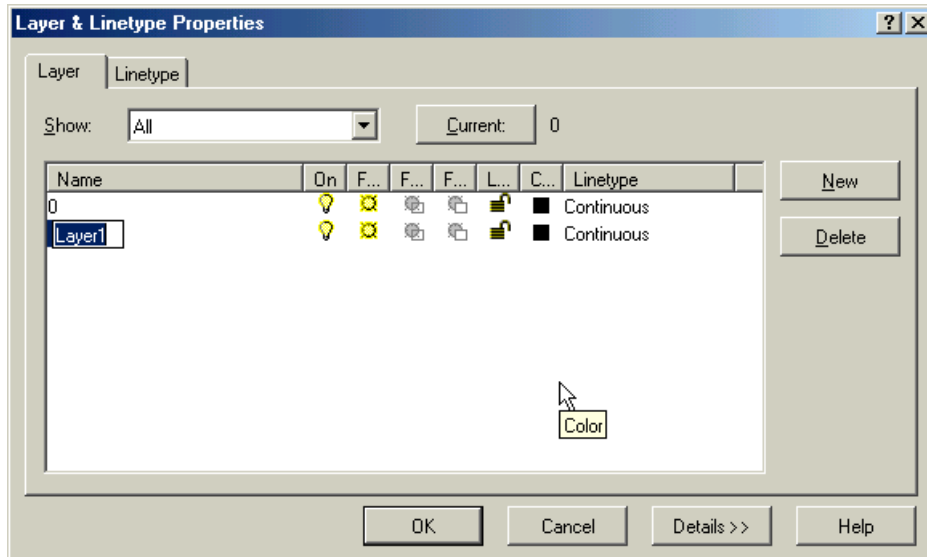 Layer & Linetype Properties
Layer Linetype
Show: All Current: 0
Name On F... F... F... L... C... Linetype
0 Continuous
Layer1 Continuous
New
Delete
Color
OK Cancel Details >> Help